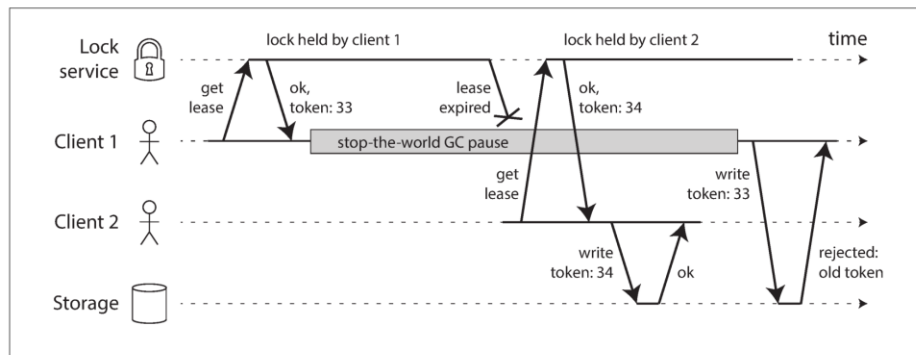 Lock
service
lock held by client 1
lock held by client 2
time
get
lease
ok,
token: 33
lease
expired
ok,
token: 34
Client 1
stop-the-world GC pause
get
lease
write
token: 33
Client 2
write
token: 34
ok
rejected:
old token
Storage